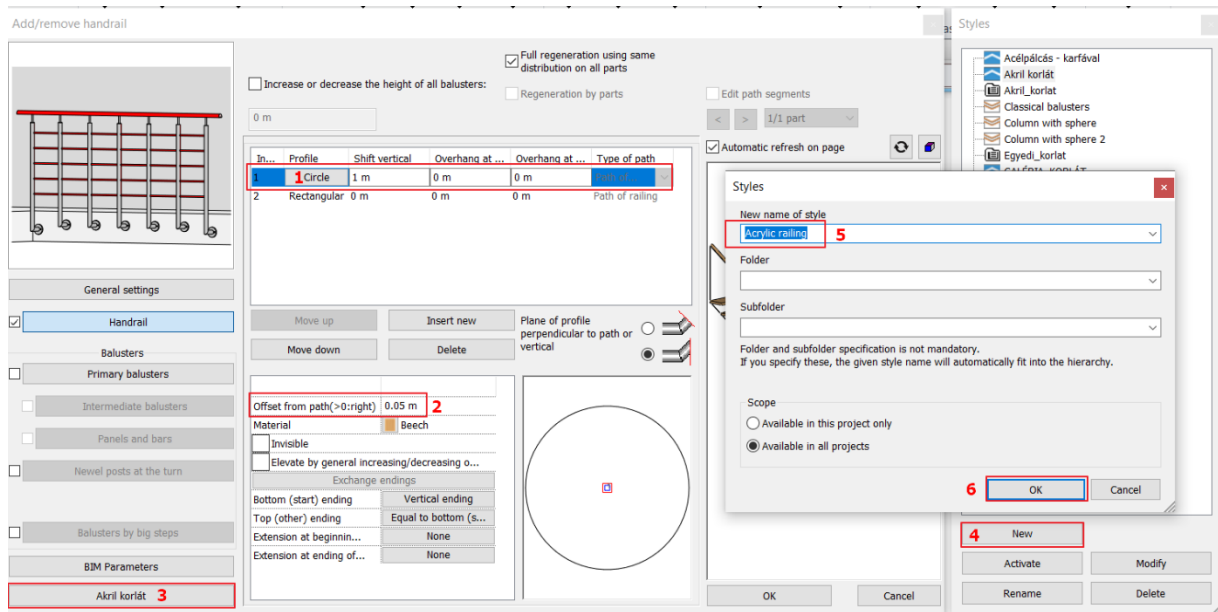 Add/remove handrail
Increase or decrease the height of all balusters:
0 m
Full regeneration using same
distribution on all parts
Regeneration by parts
Edit path segments
< > 1/1 part
Automatic refresh on page
In... Profile Shift vertical Overhang at ... Overhang at ... Type of path
1 1 Circle 1 m 0 m 0 m Path of...
2 Rectangular 0 m 0 m 0 m Path of railing
General settings
Handrail
Balusters
Primary balusters
Intermediate balusters
Panels and bars
Newel posts at the turn
Balusters by big steps
BIM Parameters
Akril korlát 3
Move up Insert new
Move down Delete
Plane of profile
perpendicular to path or
vertical
Offset from path(>0:right) 0.05 m 2
Material Beech
Invisible
Elevate by general increasing/decreasing o...
Exchange endings
Bottom (start) ending Vertical ending
Top (other) ending Equal to bottom (s...
Extension at beginnin... None
Extension at ending of... None
OK Cancel
Styles
Acélpálcás - karfával
Akril korlát
Akril_korlat
Classical balusters
Column with sphere
Column with sphere 2
Egyedi_korlat
Styles
New name of style
Acrylic railing 5
Folder
Subfolder
Folder and subfolder specification is not mandatory.
If you specify these, the given style name will automatically fit into the hierarchy.
Scope
Available in this project only
Available in all projects
6 OK Cancel
4 New
Activate Modify
Rename Delete